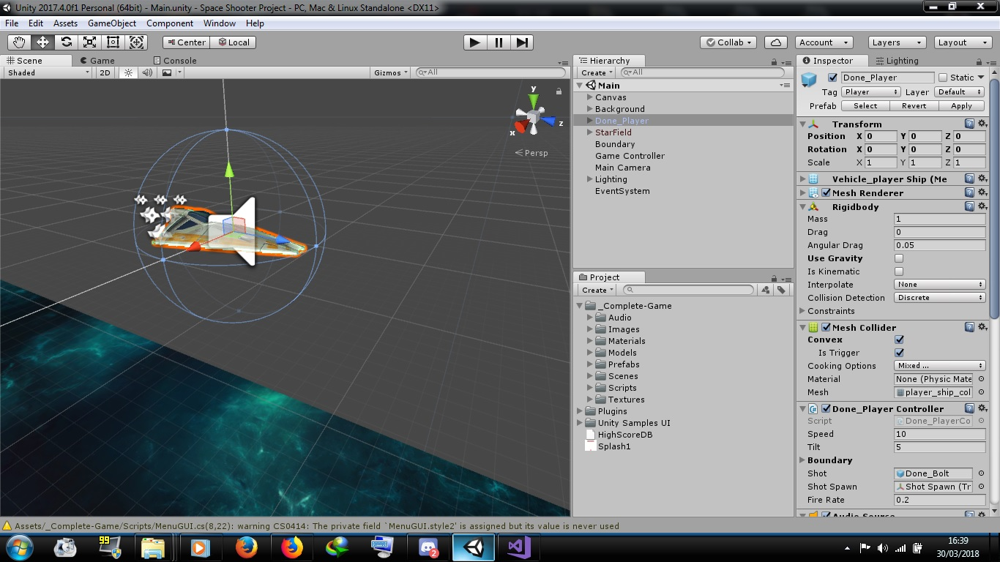 Unity 2017.4.0f1 Personal (64bit) - Main.unity - Space Shooter Project - PC, Mac & Linux Standalone <DX11>
File Edit Assets GameObject Component Window Help
Center Local
Collab Account Layers Layout
Scene Game Console
Shaded 2D Gizmos All
y
x
z
Persp
Hierarchy
Create All
Main
Canvas
Background
Done_Player
StarField
Boundary
Game Controller
Main Camera
Lighting
EventSystem
Project
Create
_Complete-Game
Audio
Images
Materials
Models
Prefabs
Scenes
Scripts
Textures
Plugins
Unity Samples UI
HighScoreDB
Splash1
Inspector Lighting
Done_Player Static
Tag Player Layer Default
Prefab Select Revert Apply
Transform
Position X 0 Y 0 Z 0
Rotation X 0 Y 0 Z 0
Scale X 1 Y 1 Z 1
Vehicle_player Ship (Me
Mesh Renderer
Rigidbody
Mass 1
Drag 0
Angular Drag 0.05
Use Gravity
Is Kinematic
Interpolate None
Collision Detection Discrete
Constraints
Mesh Collider
Convex
Is Trigger
Cooking Options Mixed ...
Material None (Physic Mate
Mesh player_ship_col
Done_Player Controller
Script Done_PlayerCo
Speed 10
Tilt 5
Boundary
Shot Done_Bolt
Shot Spawn Shot Spawn (Tr
Fire Rate 0.2
Audio Source
Assets/_Complete-Game/Scripts/MenuGUI.cs(8,22): warning CS0414: The private field `MenuGUI.style2' is assigned but its value is never used
99
2
16:39
30/03/2018